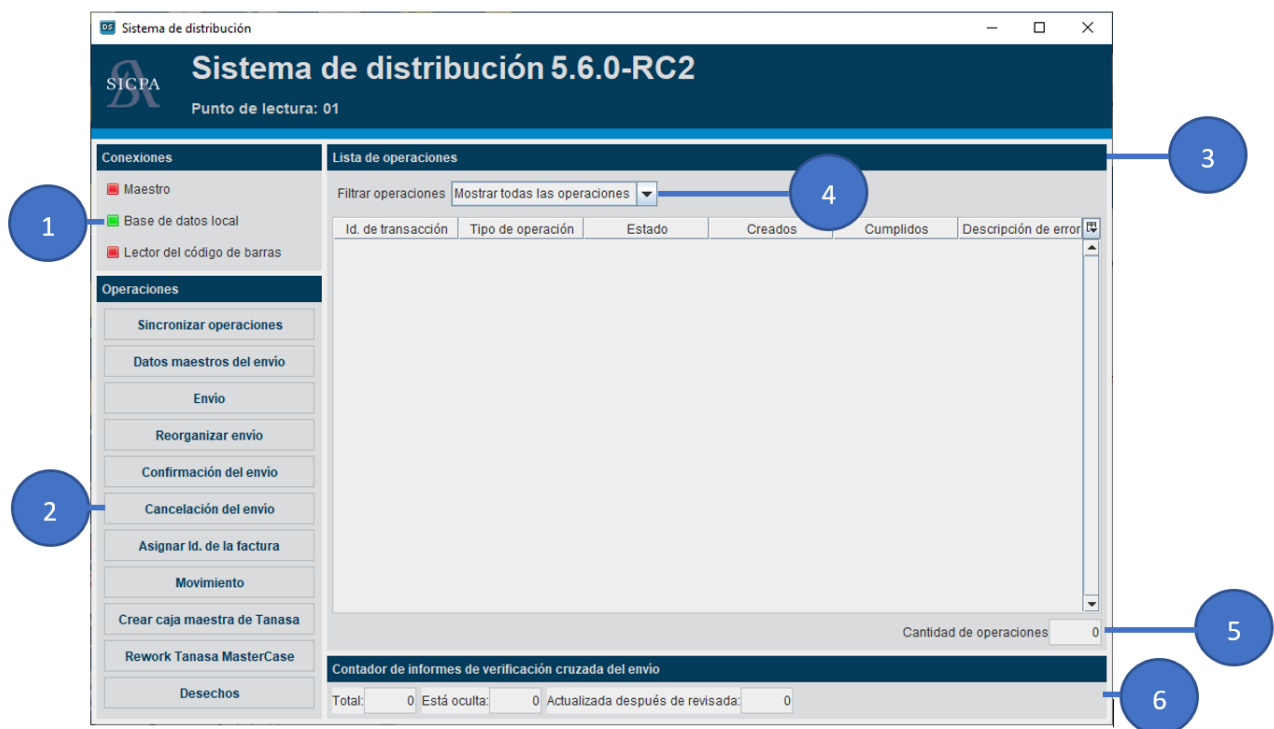 Sistema de distribución
SICPA
Sistema de distribución 5.6.0-RC2
Punto de lectura: 01
Conexiones
Maestro
Base de datos local
Lector del código de barras
1
Operaciones
Sincronizar operaciones
Datos maestros del envío
Envío
Reorganizar envío
Confirmación del envío
Cancelación del envío
2
Asignar Id. de la factura
Movimiento
Crear caja maestra de Tanasa
Rework Tanasa MasterCase
Desechos
Lista de operaciones
3
Filtrar operaciones Mostrar todas las operaciones
4
Id. de transacción Tipo de operación Estado Creados Cumplidos Descripción de error
Cantidad de operaciones 0
5
Contador de informes de verificación cruzada del envío
Total: 0 Está oculta: 0 Actualizada después de revisada: 0
6